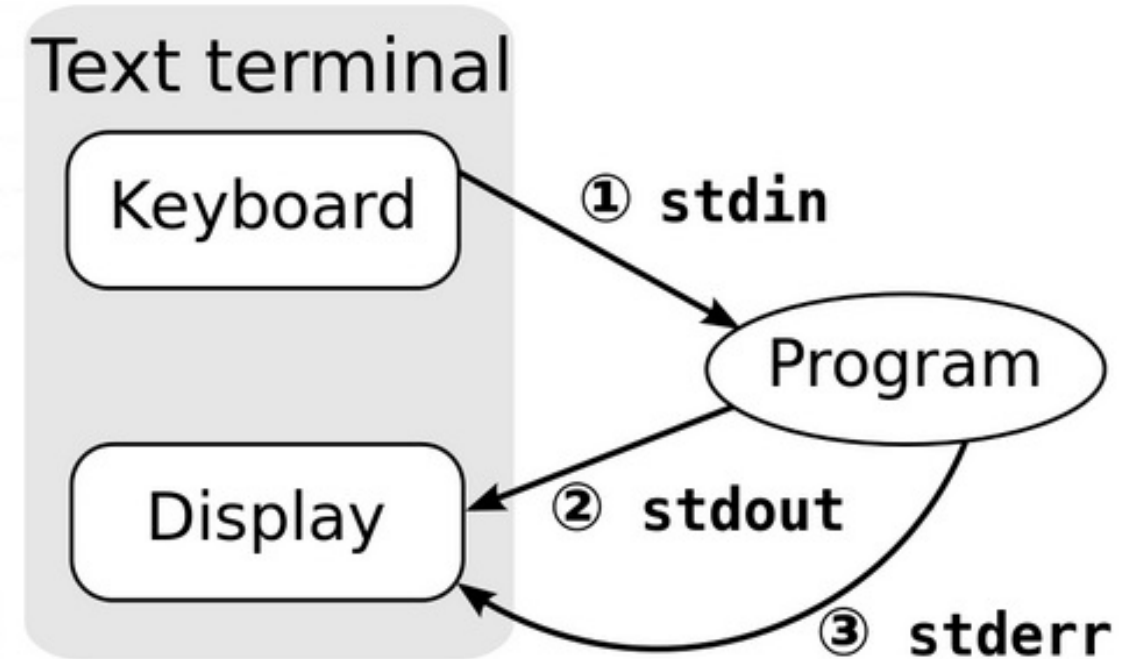 Text terminal
Keyboard
① stdin
Program
Display
② stdout
③ stderr